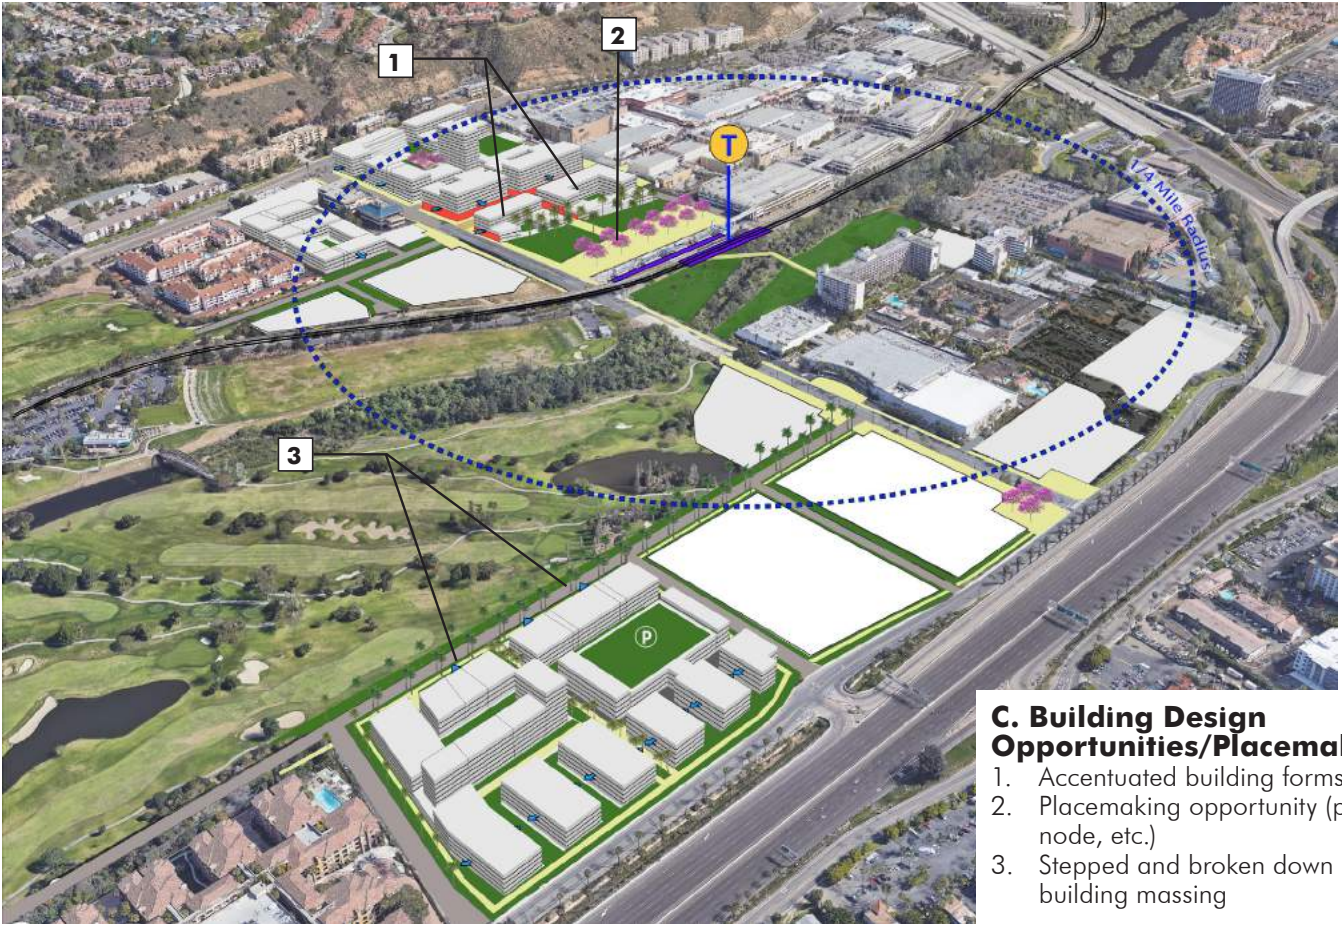 1
2
T
1/4 Mile Radius
3
P
C. Building Design
Opportunities/Placema
1. Accentuated building forms
2. Placemaking opportunity (p
node, etc.)
3. Stepped and broken down
building massing